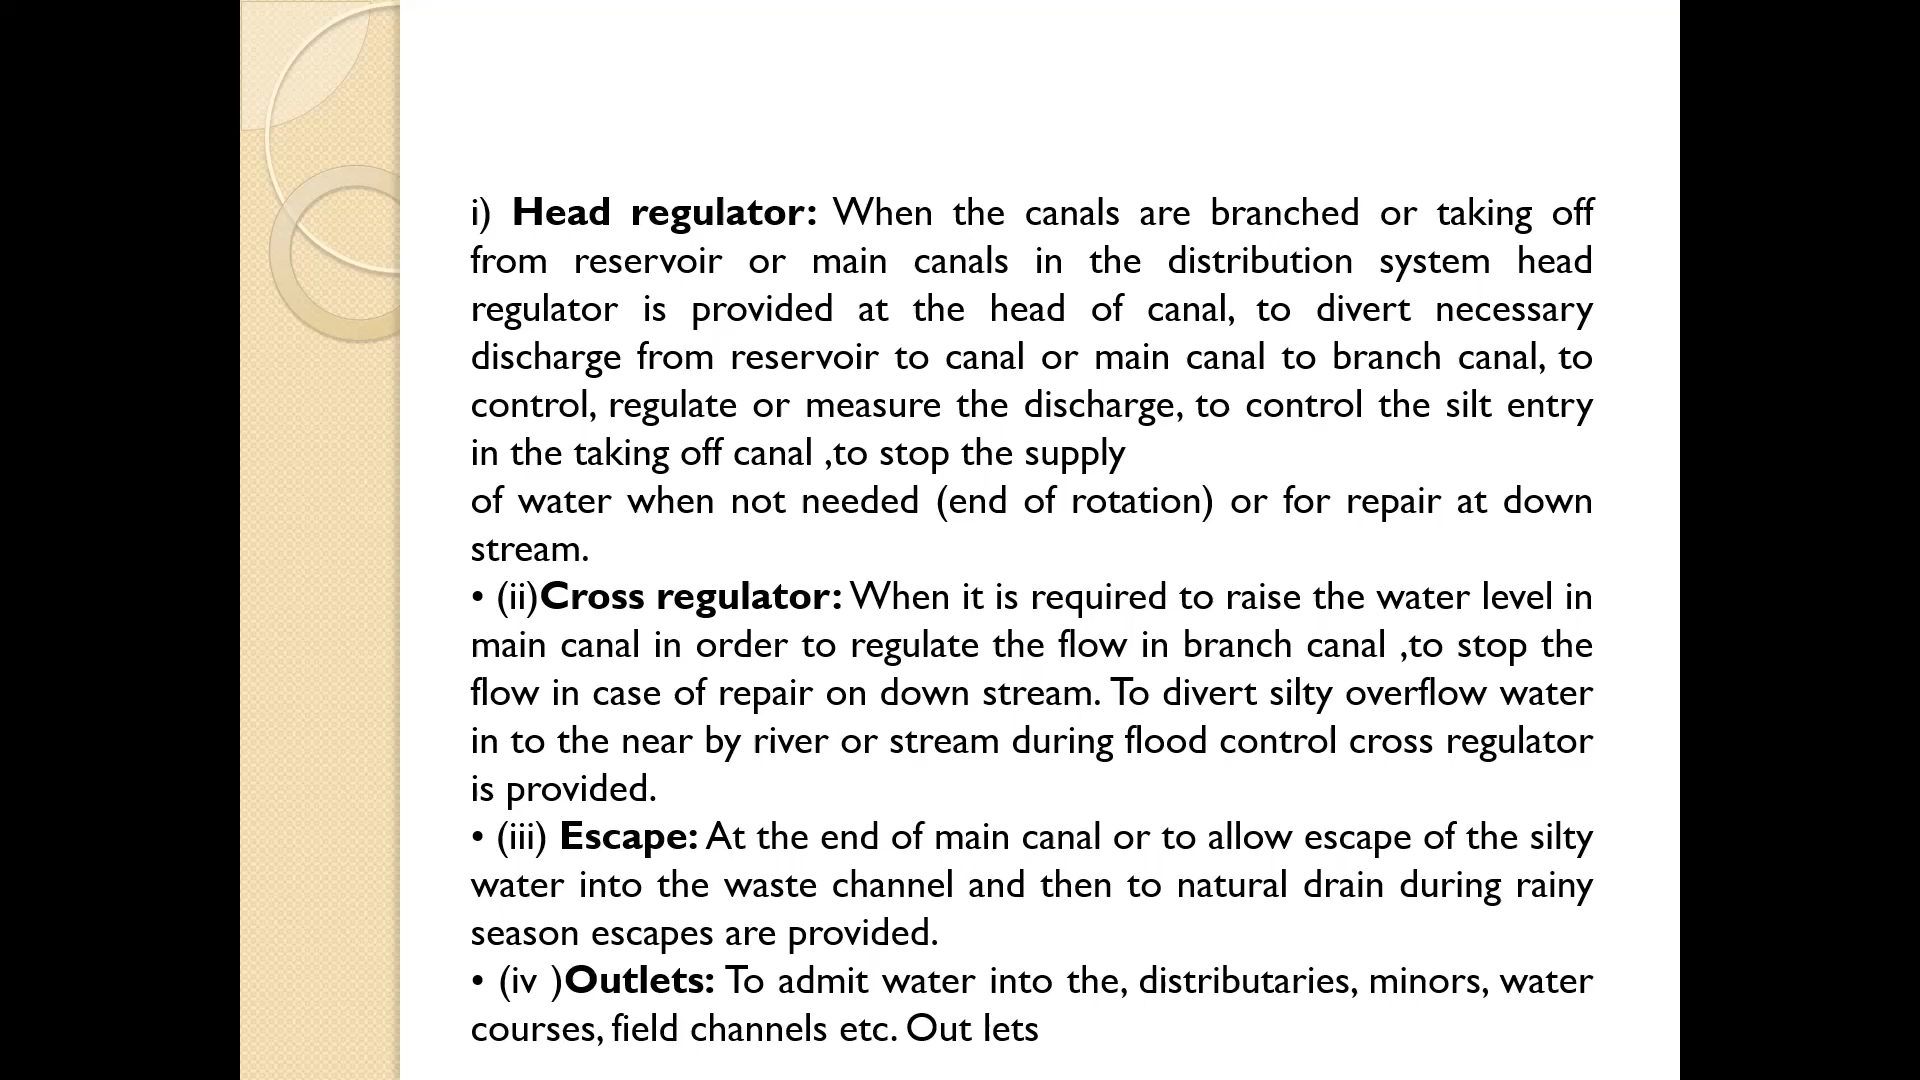 i) Head regulator: When the canals are branched or taking off
from reservoir or main canals in the distribution system head
regulator is provided at the head of canal, to divert necessary
discharge from reservoir to canal or main canal to branch canal, to
control, regulate or measure the discharge, to control the silt entry
in the taking off canal ,to stop the supply
of water when not needed (end of rotation) or for repair at down
stream.
• (ii)Cross regulator: When it is required to raise the water level in
main canal in order to regulate the flow in branch canal ,to stop the
flow in case of repair on down stream. To divert silty overflow water
in to the near by river or stream during flood control cross regulator
is provided.
• (iii) Escape: At the end of main canal or to allow escape of the silty
water into the waste channel and then to natural drain during rainy
season escapes are provided.
• (iv )Outlets: To admit water into the, distributaries, minors, water
courses, field channels etc. Out lets